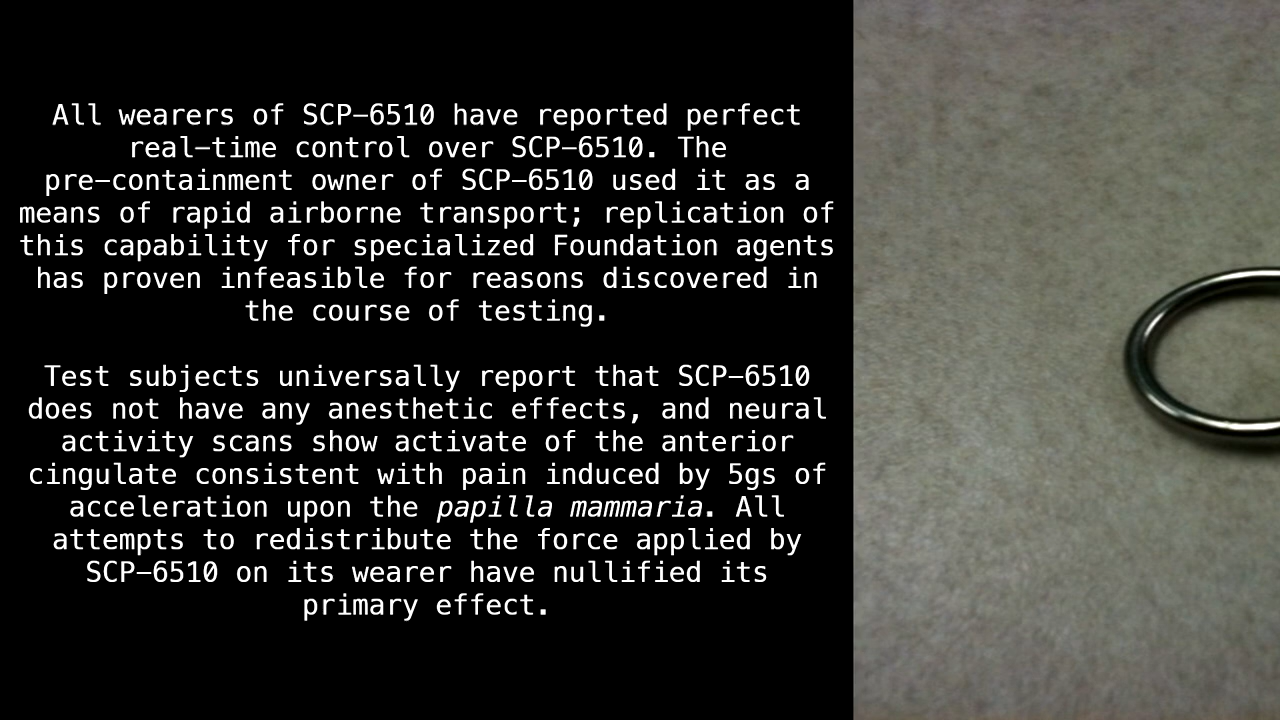 All wearers of SCP-6510 have reported perfect
real-time control over SCP-6510. The
pre-containment owner of SCP-6510 used it as a
means of rapid airborne transport; replication of
this capability for specialized Foundation agents
has proven infeasible for reasons discovered in
the course of testing.
Test subjects universally report that SCP-6510
does not have any anesthetic effects, and neural
activity scans show activate of the anterior
cingulate consistent with pain induced by 5gs of
acceleration upon the papilla mammaria. All
attempts to redistribute the force applied by
SCP-6510 on its wearer have nullified its
primary effect.